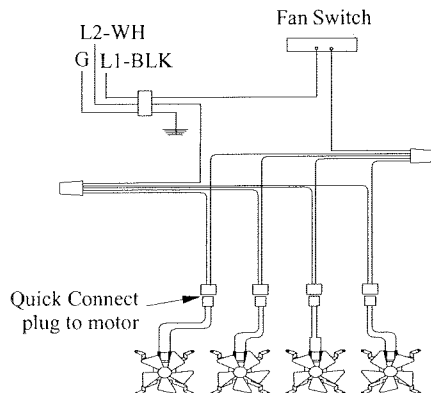 Fan Switch
L2-WH
G L1-BLK
Quick Connect
plug to motor